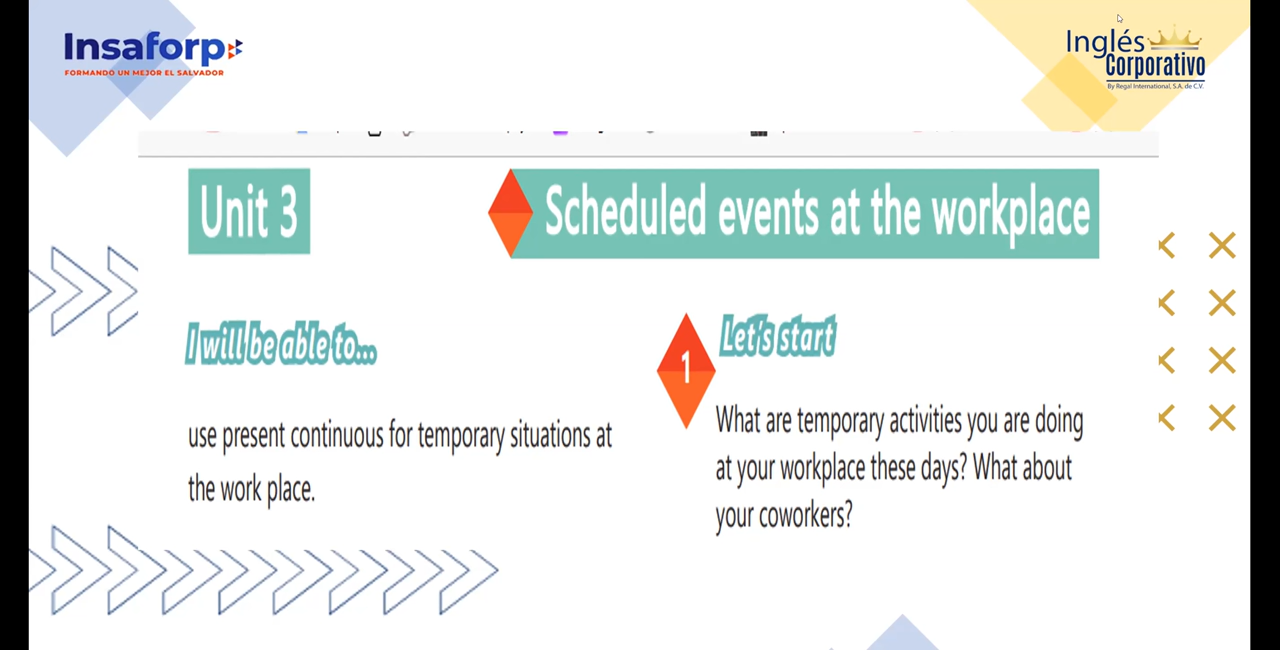 Insaforp
FORMANDO UN MEJOR EL SALVADOR
Inglés
Corporativo
By Regal International, S.A. de C.V.
Unit 3
Scheduled events at the workplace
I will be able to...
use present continuous for temporary situations at
the work place.
1
Let's start
What are temporary activities you are doing
at your workplace these days? What about
your coworkers?